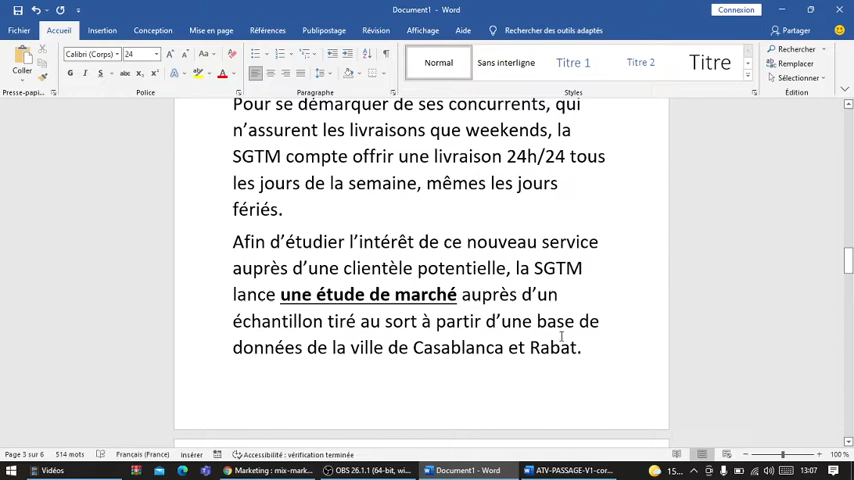 Document1 - Word
Connexion
Fichier Accueil Insertion Conception Mise en page Références Publipostage Révision Affichage Aide Rechercher des outils adaptés Partager
Coller
Calibri (Corps) 24
Normal
Sans interligne
Titre 1
Titre 2
Titre
Rechercher
Remplacer
Sélectionner
Presse-pap... Police Paragraphe Styles Édition
Pour se démarquer de ses concurrents, qui
n’assurent les livraisons que weekends, la
SGTM compte offrir une livraison 24h/24 tous
les jours de la semaine, mêmes les jours
fériés.
Afin d’étudier l’intérêt de ce nouveau service
auprès d’une clientèle potentielle, la SGTM
lance une étude de marché auprès d’un
échantillon tiré au sort à partir d’une base de
données de la ville de Casablanca et Rabat.
Page 3 sur 6 514 mots Français (France) Insérer Accessibilité : vérification terminée 100 %
Vidéos Marketing : mix-mark... OBS 26.1.1 (64-bit, wi... Document1 - Word ATV-PASSAGE-V1-cor... 15... 13:07